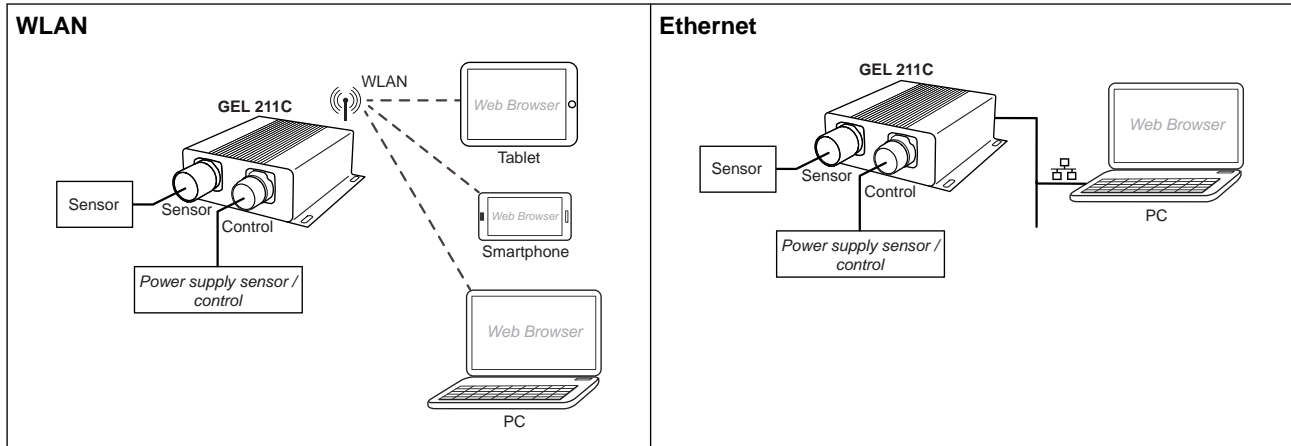 WLAN
WLAN
GEL 211C
Web Browser
Tablet
Sensor
Sensor
Control
Web Browser
Smartphone
Power supply sensor /
control
Web Browser
PC
Ethernet
GEL 211C
Web Browser
Sensor
Sensor
Control
PC
Power supply sensor /
control